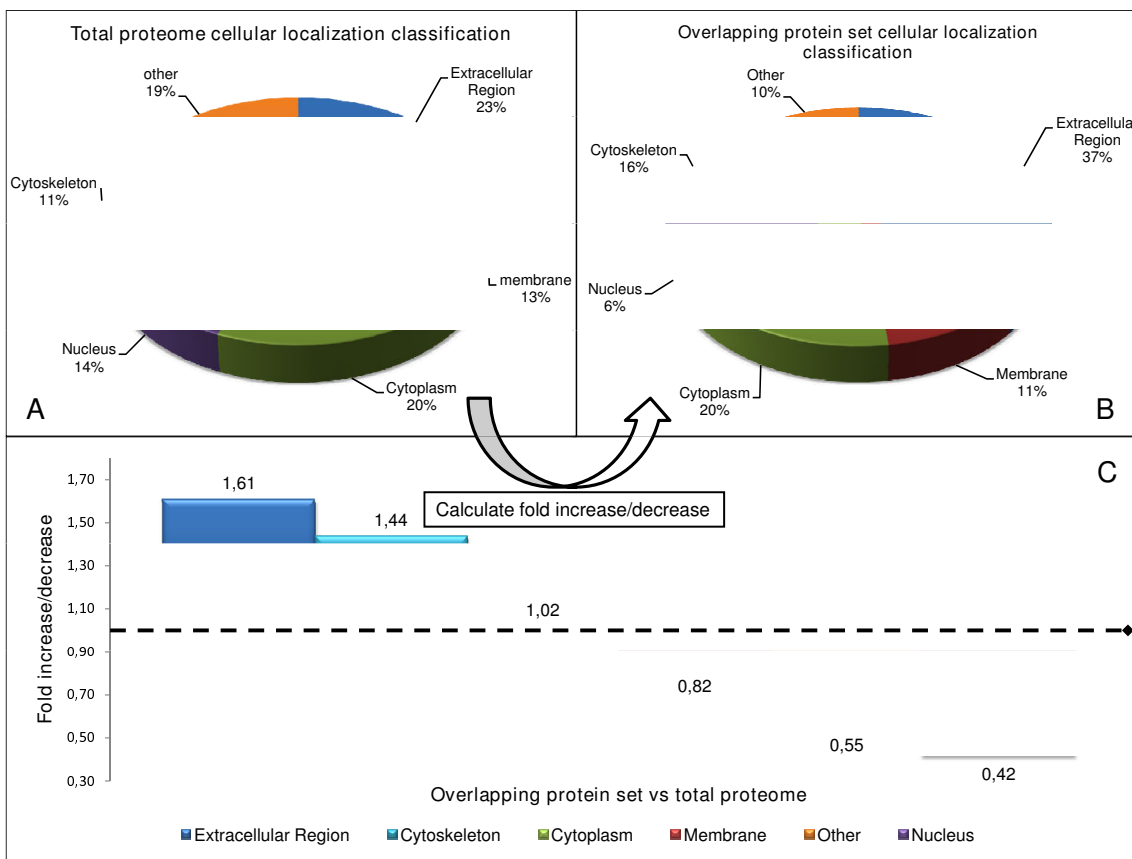 Total proteome cellular localization classification
other
19%
Extracellular
Region
23%
Cytoskeleton
11%
membrane
13%
Nucleus
14%
Cytoplasm
20%
A
Overlapping protein set cellular localization
classification
Other
10%
Extracellular
Region
37%
Cytoskeleton
16%
Nucleus
6%
Membrane
11%
Cytoplasm
20%
B
C
Calculate fold increase/decrease
Fold increase/decrease
1,70
1,50
1,30
1,10
0,90
0,70
0,50
0,30
1,61
1,44
1,02
0,82
0,55
0,42
Overlapping protein set vs total proteome
Extracellular Region
Cytoskeleton
Cytoplasm
Membrane
Other
Nucleus